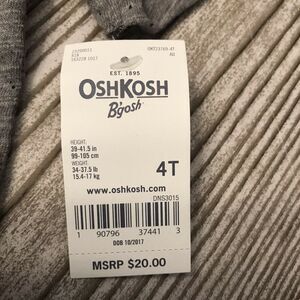 EST. 1895
OSHKOSH
B'gosh
HEIGHT:
39-41.5 in
99-105 cm
WEIGHT:
34-37.5 lb
15.4-17 kg
4T
www.oshkosh.com
DNS3015
1 90796 37441 3
DOB 10/2017
MSRP $20.00